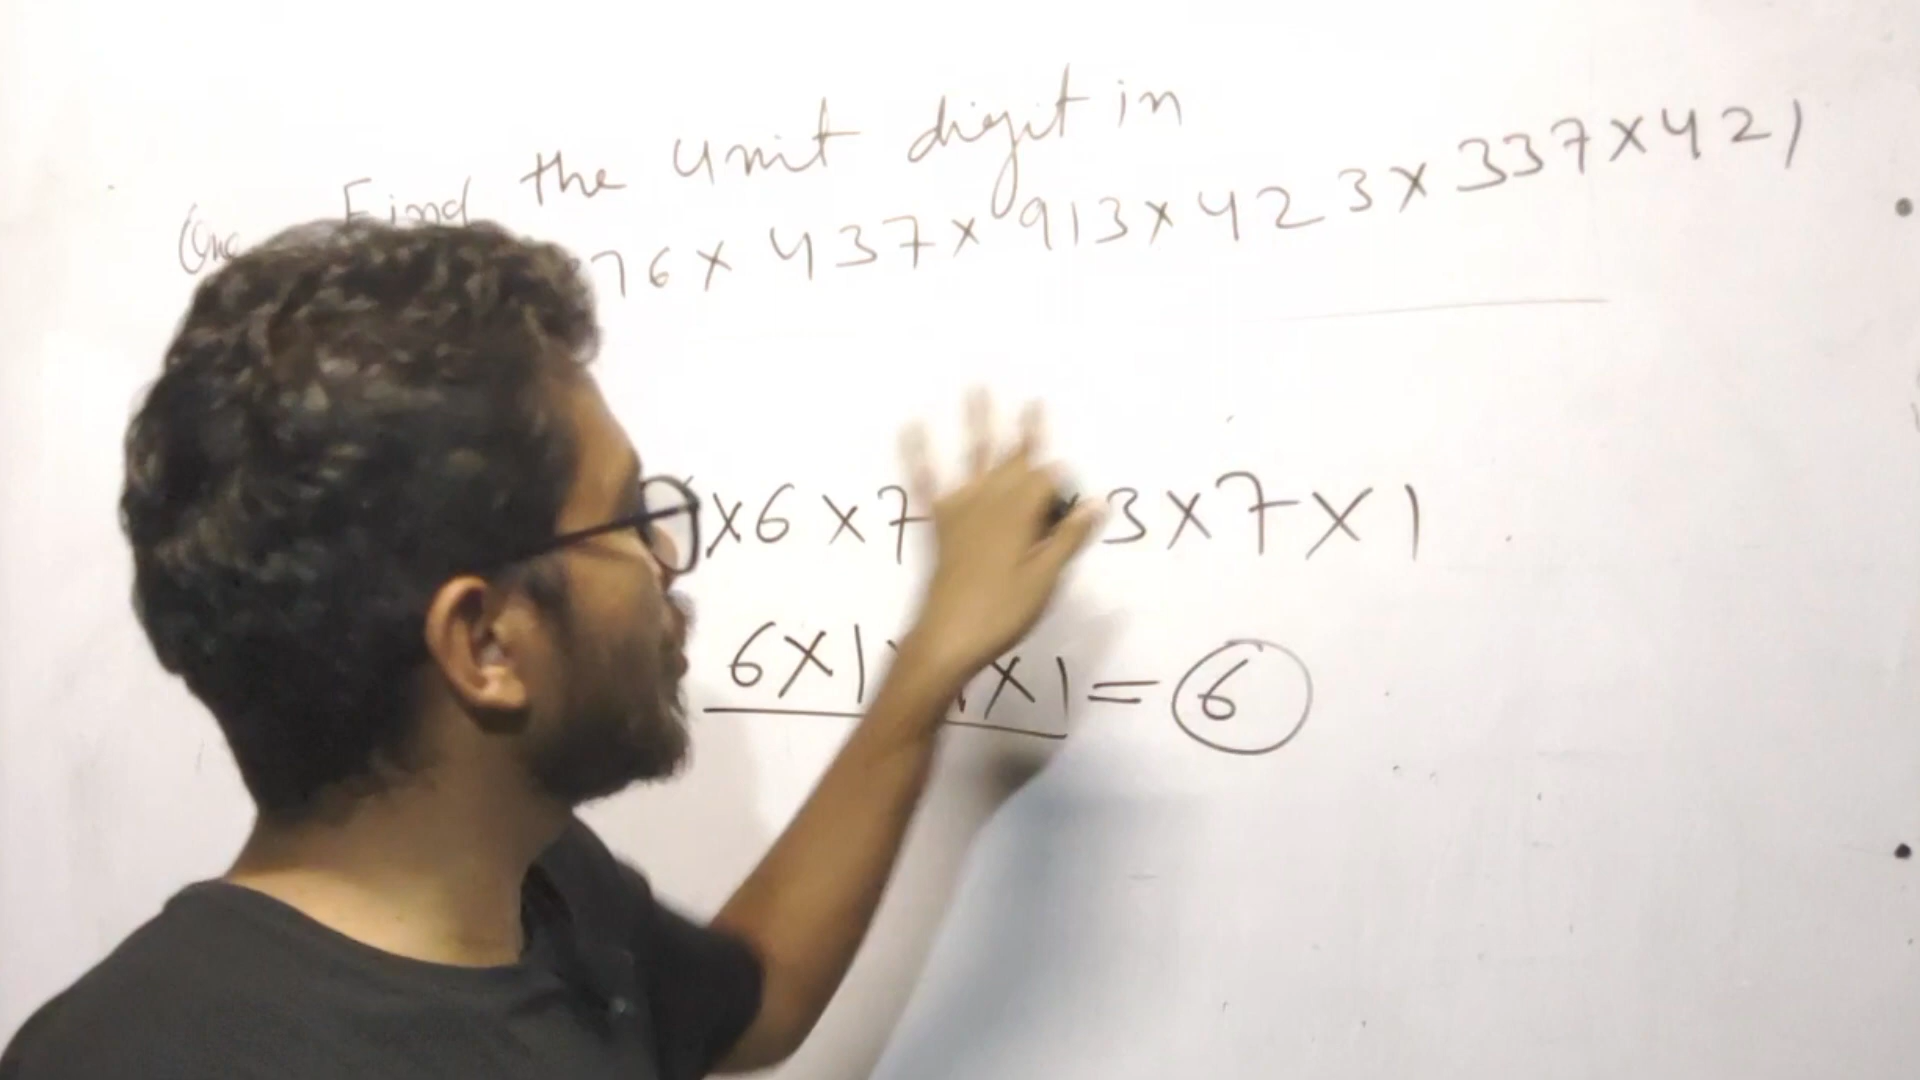 Find the unit digit in
76 x 437 x 913 x 423 x 337 x 421
x 6 x 7 x 3 x 7 x 1
6 x 1 x 1 = 6